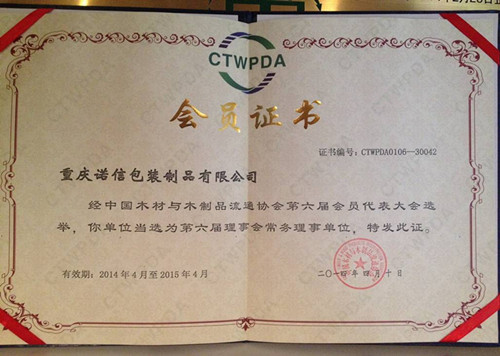 CTWPDA
会员证书
证书编号：CTWPDA0106—30042
重庆诺信包装制品有限公司
经中国木材与木制品流通协会第六届会员代表大会选
举，你单位当选为第六届理事会常务理事单位，特发此证。
有效期：2014年4月至2015年4月
二〇一四年四月十日